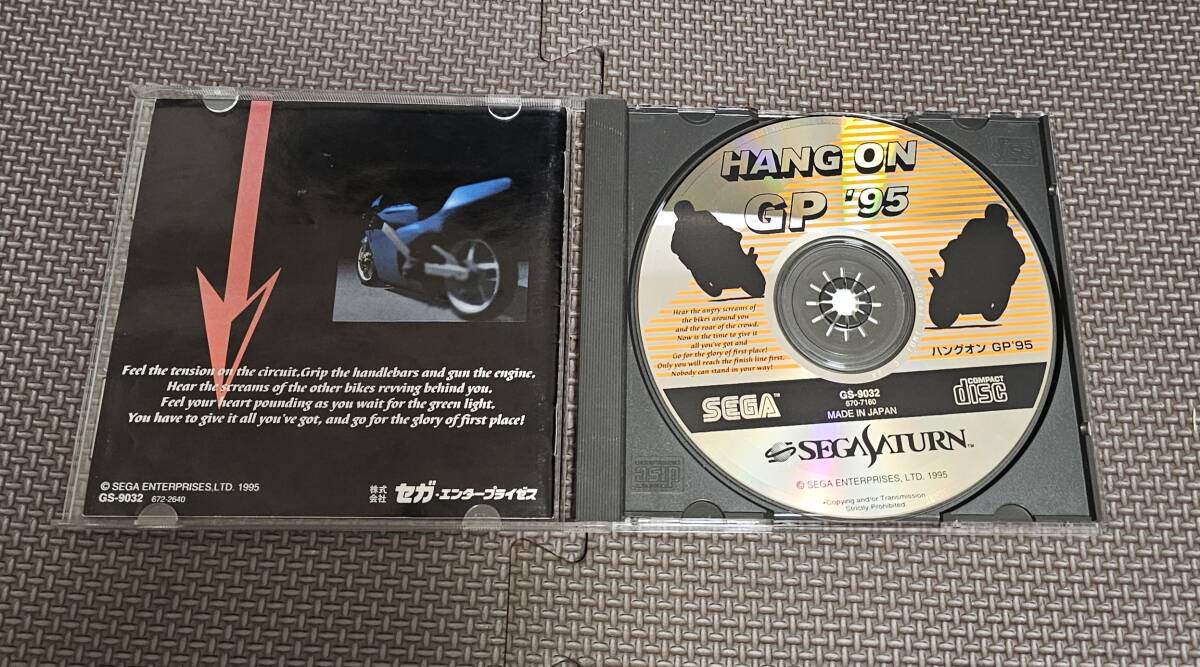 Feel the tension on the circuit.Grip the handlebars and gun the engine.
Hear the screams of the other bikes revving behind you.
Feel your heart pounding as you wait for the green light.
You have to give it all you've got, and go for the glory of first place!
© SEGA ENTERPRISES,LTD. 1995
GS-9032 672-2640
株式会社 セガ・エンタープライゼス
HANG ON
GP '95
Hear the angry screams of
the bikes around you
and the roar of the crowd.
Now is the time to give it
all you've got and
Go for the glory of first place!
Only you will reach the finish line first.
Nobody can stand in your way!
ハングオン GP'95
SEGA™
GS-9032
670-7160
MADE IN JAPAN
COMPACT
disc
SEGA SATURN™
© SEGA ENTERPRISES, LTD. 1995
•Copying and/or Transmission
Strictly Prohibited.
disc